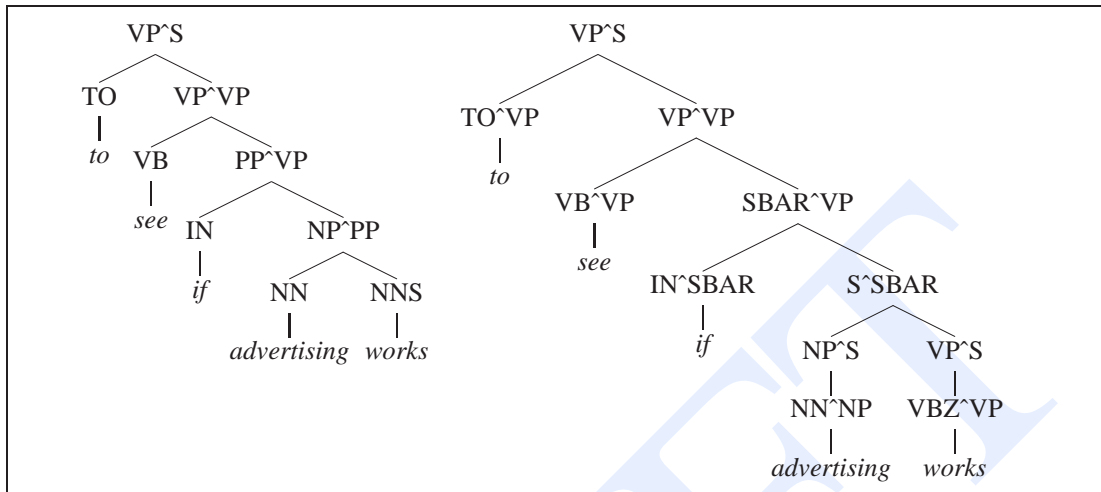 VP^S VP^S
TO VP^VP TO^VP VP^VP
to VB PP^VP to VB^VP SBAR^VP
see IN NP^PP see IN^SBAR S^SBAR
if NN NNS if NP^S VP^S
advertising works NN^NP VBZ^VP
advertising works